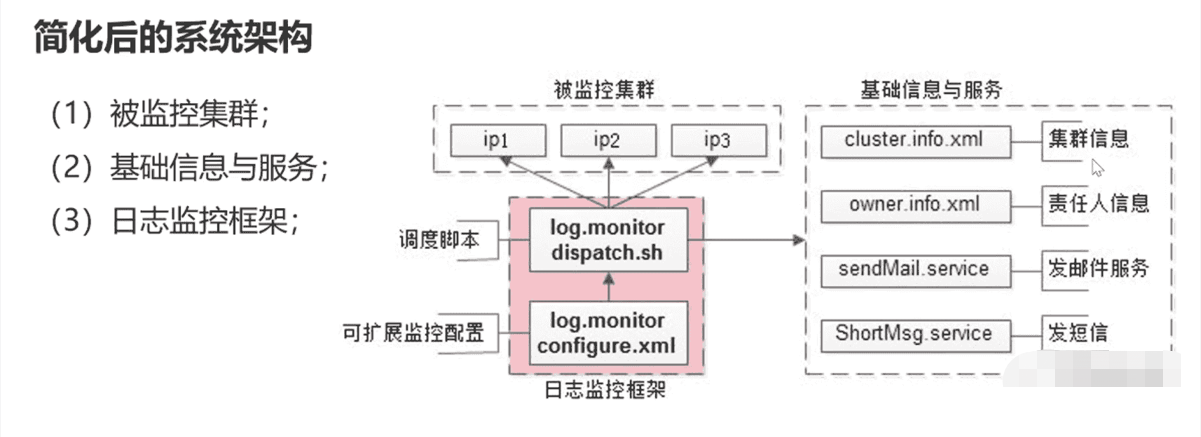 简化后的系统架构
（1）被监控集群；
（2）基础信息与服务；
（3）日志监控框架；
被监控集群
ip1
ip2
ip3
调度脚本
log.monitor
dispatch.sh
可扩展监控配置
log.monitor
configure.xml
日志监控框架
基础信息与服务
cluster.info.xml
集群信息
owner.info.xml
责任人信息
sendMail.service
发邮件服务
ShortMsg.service
发短信